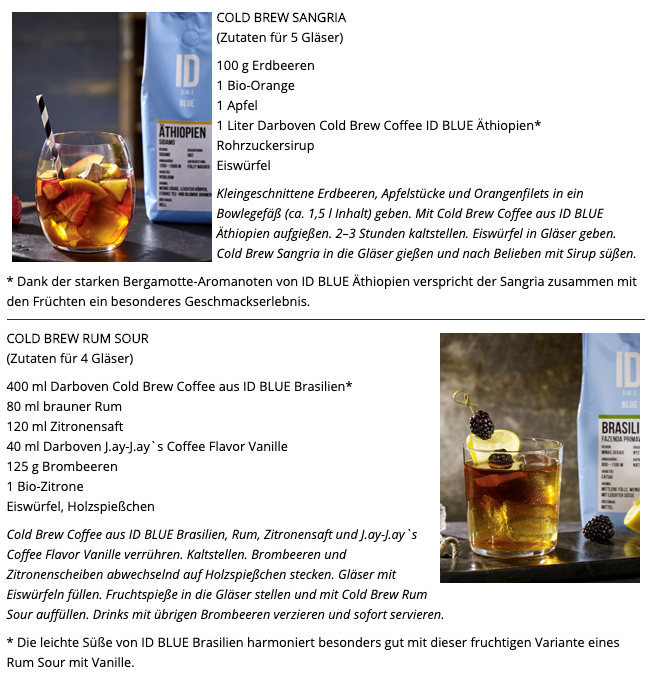 COLD BREW SANGRIA
(Zutaten für 5 Gläser)
100 g Erdbeeren
1 Bio-Orange
1 Apfel
1 Liter Darboven Cold Brew Coffee ID BLUE Äthiopien*
Rohrzuckersirup
Eiswürfel
Kleingeschnittene Erdbeeren, Apfelstücke und Orangenfilets in ein
Bowlegefäß (ca. 1,5 l Inhalt) geben. Mit Cold Brew Coffee aus ID BLUE
Äthiopien aufgießen. 2–3 Stunden kaltstellen. Eiswürfel in Gläser geben.
Cold Brew Sangria in die Gläser gießen und nach Belieben mit Sirup süßen.
ID
BLUE
ÄTHIOPIEN
SIDAMO
* Dank der starken Bergamotte-Aromanoten von ID BLUE Äthiopien verspricht der Sangria zusammen mit
den Früchten ein besonderes Geschmackserlebnis.
COLD BREW RUM SOUR
(Zutaten für 4 Gläser)
400 ml Darboven Cold Brew Coffee aus ID BLUE Brasilien*
80 ml brauner Rum
120 ml Zitronensaft
40 ml Darboven J.ay-J.ay`s Coffee Flavor Vanille
125 g Brombeeren
1 Bio-Zitrone
Eiswürfel, Holzspießchen
Cold Brew Coffee aus ID BLUE Brasilien, Rum, Zitronensaft und J.ay-J.ay`s
Coffee Flavor Vanille verrühren. Kaltstellen. Brombeeren und
Zitronenscheiben abwechselnd auf Holzspießchen stecken. Gläser mit
Eiswürfeln füllen. Fruchtspieße in die Gläser stellen und mit Cold Brew Rum
Sour auffüllen. Drinks mit übrigen Brombeeren verzieren und sofort servieren.
ID
BLUE
BRASILI
FAZENDA PRIMAV
* Die leichte Süße von ID BLUE Brasilien harmoniert besonders gut mit dieser fruchtigen Variante eines
Rum Sour mit Vanille.